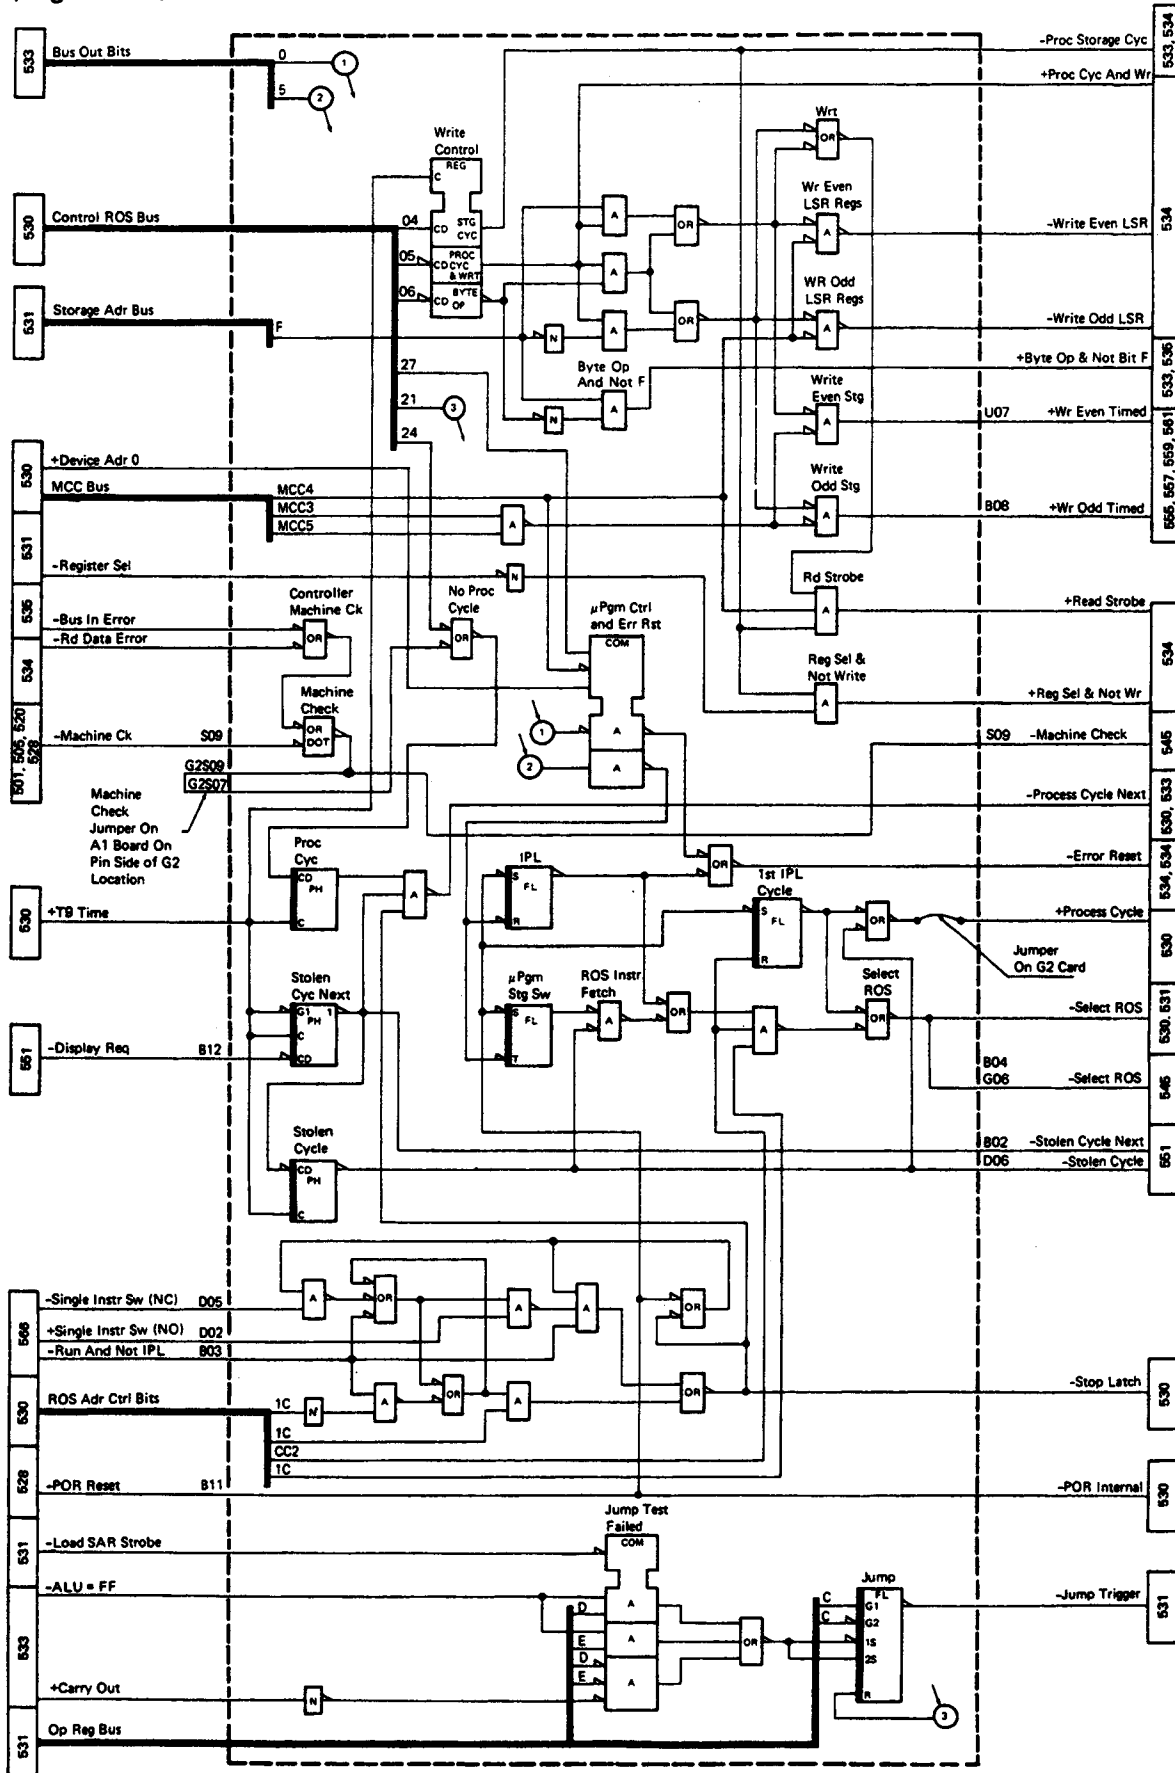 533
Bus Out Bits
0
1
5
2
530
Control ROS Bus
531
Storage Adr Bus
F
Write
Control
REG
C
04
CD
STG
CYC
05
CD
PROC
CYC
& WRT
06
CD
BYTE
OP
27
21
3
24
N
N
A
A
A
Byte Op
And Not F
A
OR
OR
Wrt
OR
Wr Even
LSR Regs
A
WR Odd
LSR Regs
A
Write
Even Stg
A
Write
Odd Stg
A
Rd Strobe
A
Reg Sel &
Not Write
A
-Proc Storage Cyc
533, 534
+Proc Cyc And Wr
-Write Even LSR
534
-Write Odd LSR
+Byte Op & Not Bit F
533, 535
U07
+Wr Even Timed
B08
+Wr Odd Timed
555, 557, 559, 561
+Read Strobe
534
+Reg Sel & Not Wr
S09
-Machine Check
545
-Process Cycle Next
530, 533
-Error Reset
534, 534
+Process Cycle
530
Jumper
On G2 Card
-Select ROS
530, 531
B04
G06
-Select ROS
545
B02
-Stolen Cycle Next
D06
-Stolen Cycle
551
-Stop Latch
530
-POR Internal
530
-Jump Trigger
531
530
+Device Adr 0
MCC Bus
MCC4
MCC3
MCC5
A
531
-Register Sel
N
535
-Bus In Error
-Rd Data Error
534
Controller
Machine Ck
OR
No Proc
Cycle
OR
µPgm Ctrl
and Err Rst
COM
1
A
2
A
Machine
Check
OR
DOT
501, 505, 520
528
-Machine Ck
S09
G2S09
G2S07
Machine
Check
Jumper On
A1 Board On
Pin Side of G2
Location
Proc
Cyc
CD
PH
C
A
IPL
S
FL
R
OR
1st IPL
Cycle
S
FL
R
OR
530
+T9 Time
Stolen
Cyc Next
G1
1
PH
C
CD
µPgm
Stg Sw
S
FL
T
ROS Instr
Fetch
A
OR
A
Select
ROS
OR
551
-Display Req
B12
Stolen
Cycle
CD
PH
C
566
-Single Instr Sw (NC)
D05
+Single Instr Sw (NO)
D02
-Run And Not IPL
B03
A
OR
A
A
OR
A
OR
A
OR
530
ROS Adr Ctrl Bits
1C
N
1C
CC2
1C
528
-POR Reset
B11
531
-Load SAR Strobe
Jump Test
Failed
COM
533
-ALU = FF
D
A
E
A
D
E
A
OR
Jump
FL
C
G1
C
G2
1S
2S
R
3
+Carry Out
N
531
Op Reg Bus